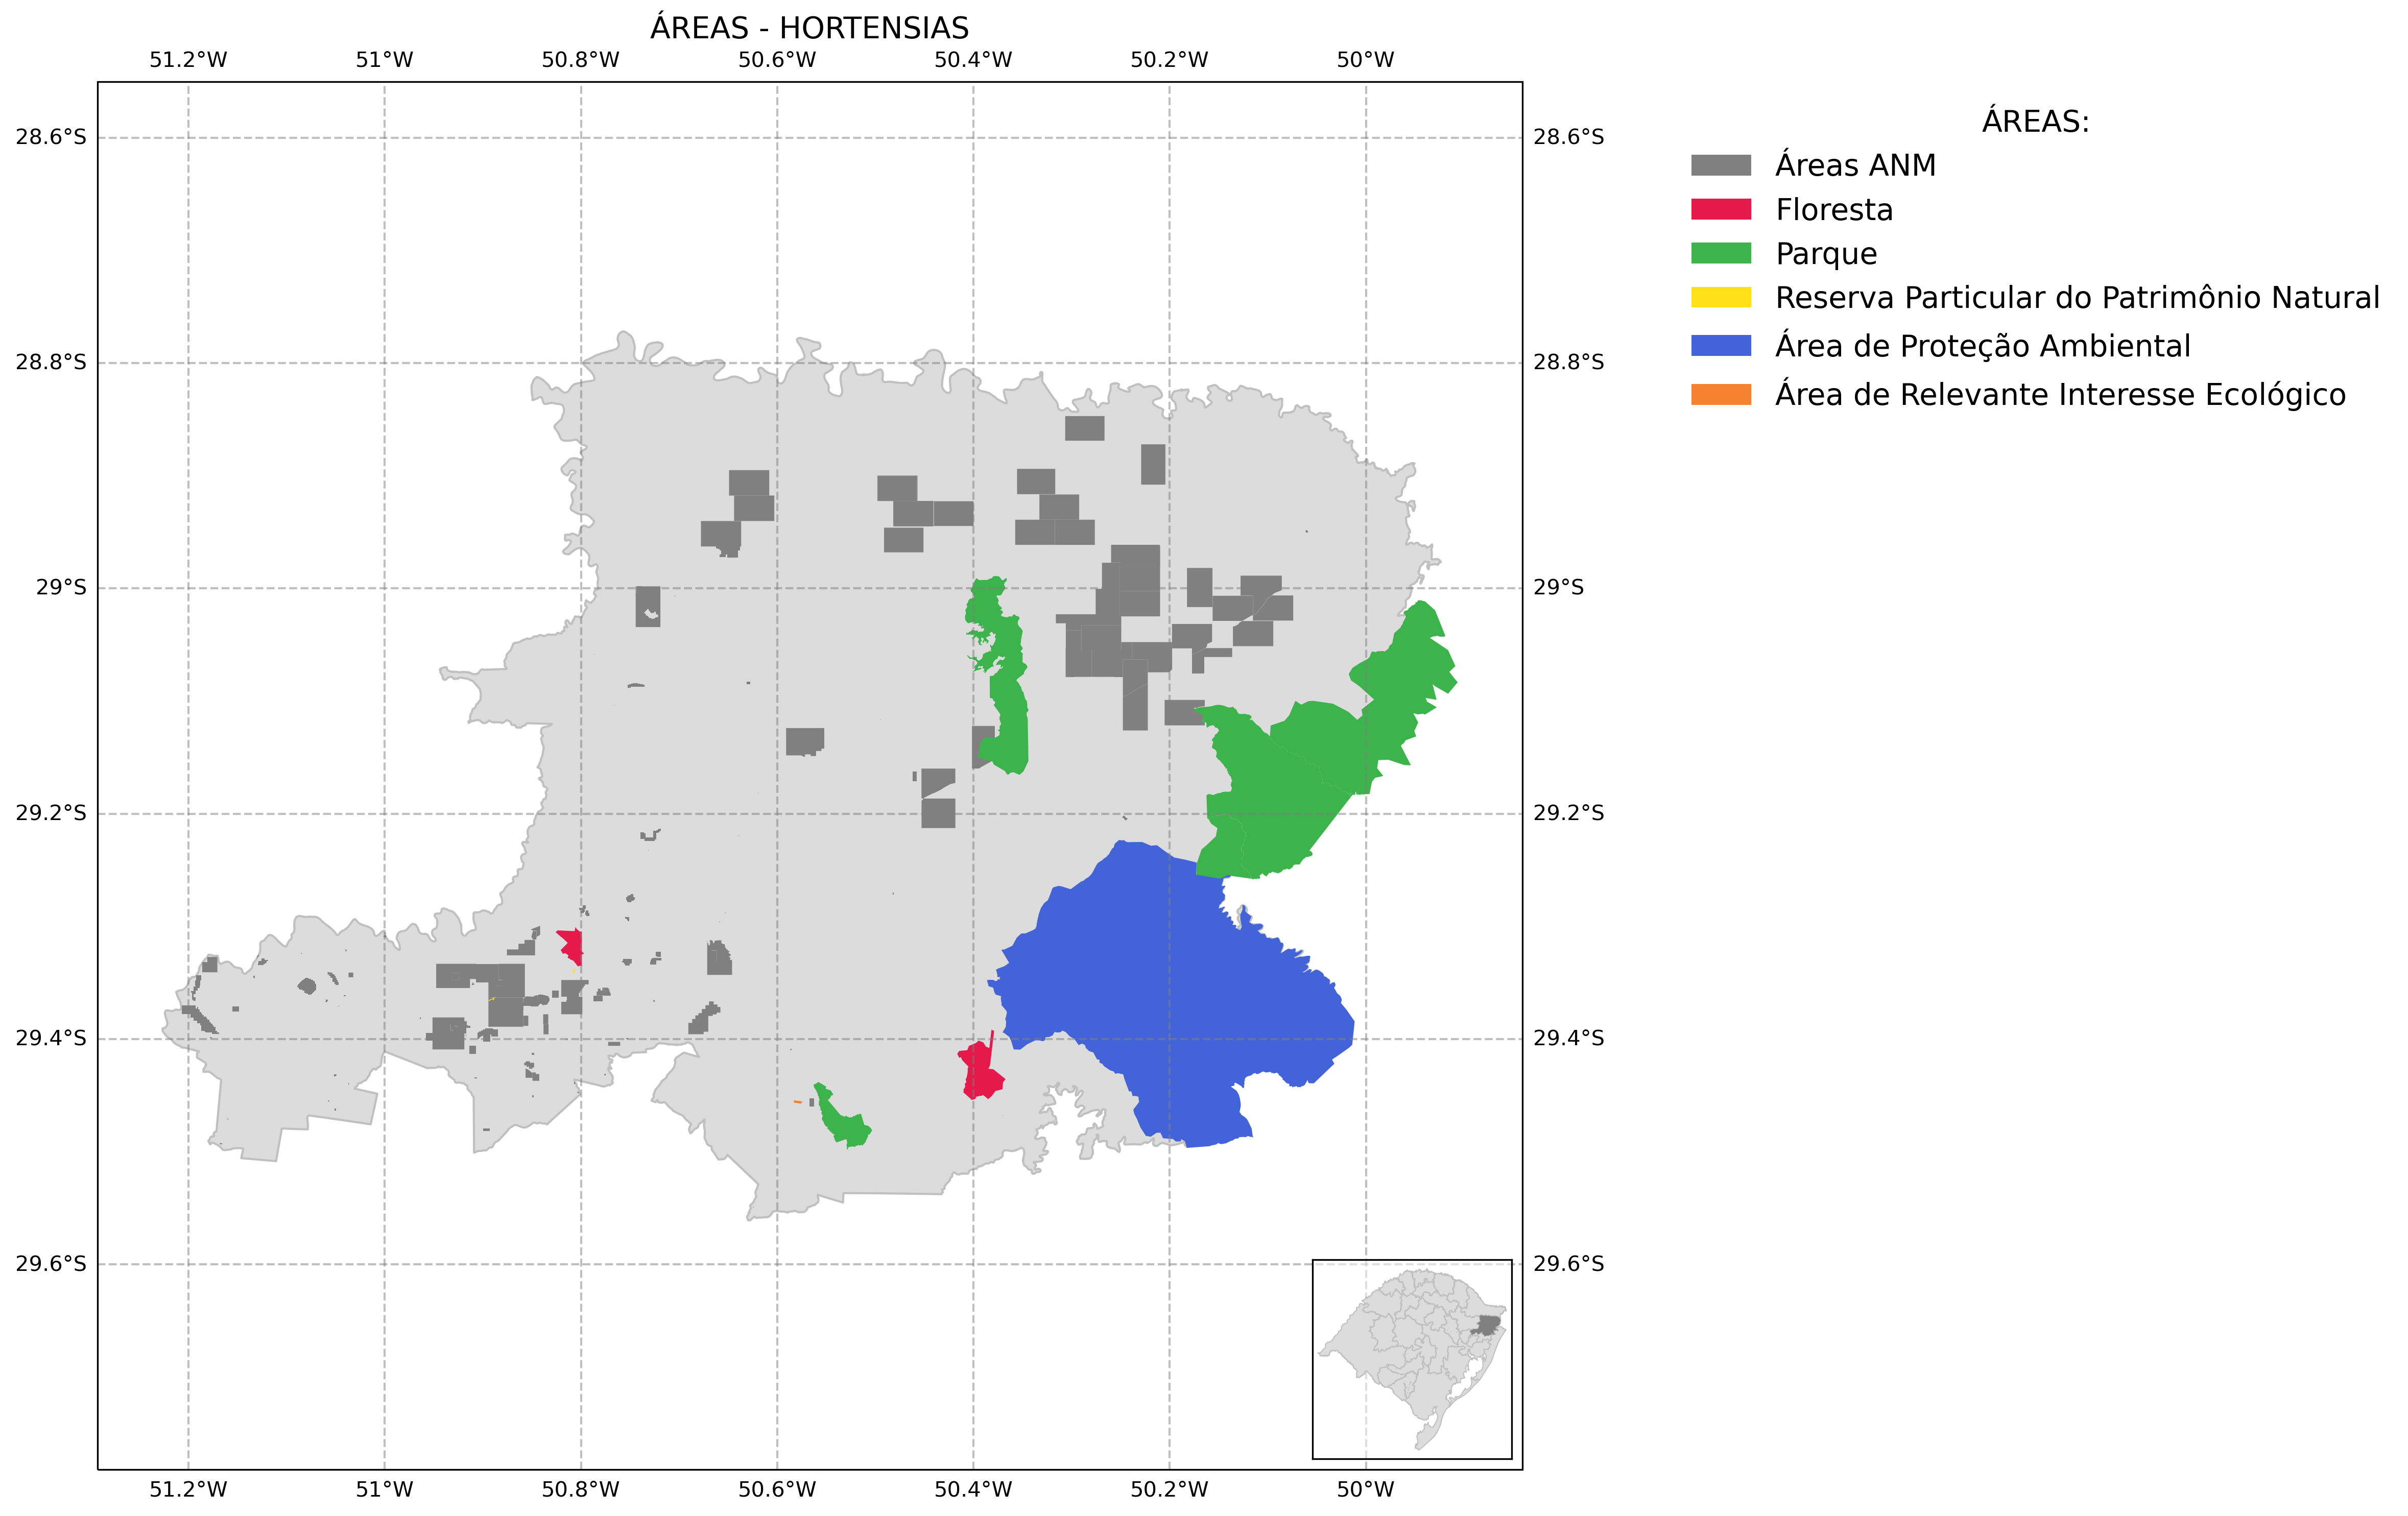 ÁREAS - HORTENSIAS
51.2°W 51°W 50.8°W 50.6°W 50.4°W 50.2°W 50°W
ÁREAS:
Áreas ANM
Floresta
Parque
Reserva Particular do Patrimônio Natural
Área de Proteção Ambiental
Área de Relevante Interesse Ecológico
28.6°S 28.6°S
28.8°S 28.8°S
29°S 29°S
29.2°S 29.2°S
29.4°S 29.4°S
29.6°S 29.6°S
51.2°W 51°W 50.8°W 50.6°W 50.4°W 50.2°W 50°W